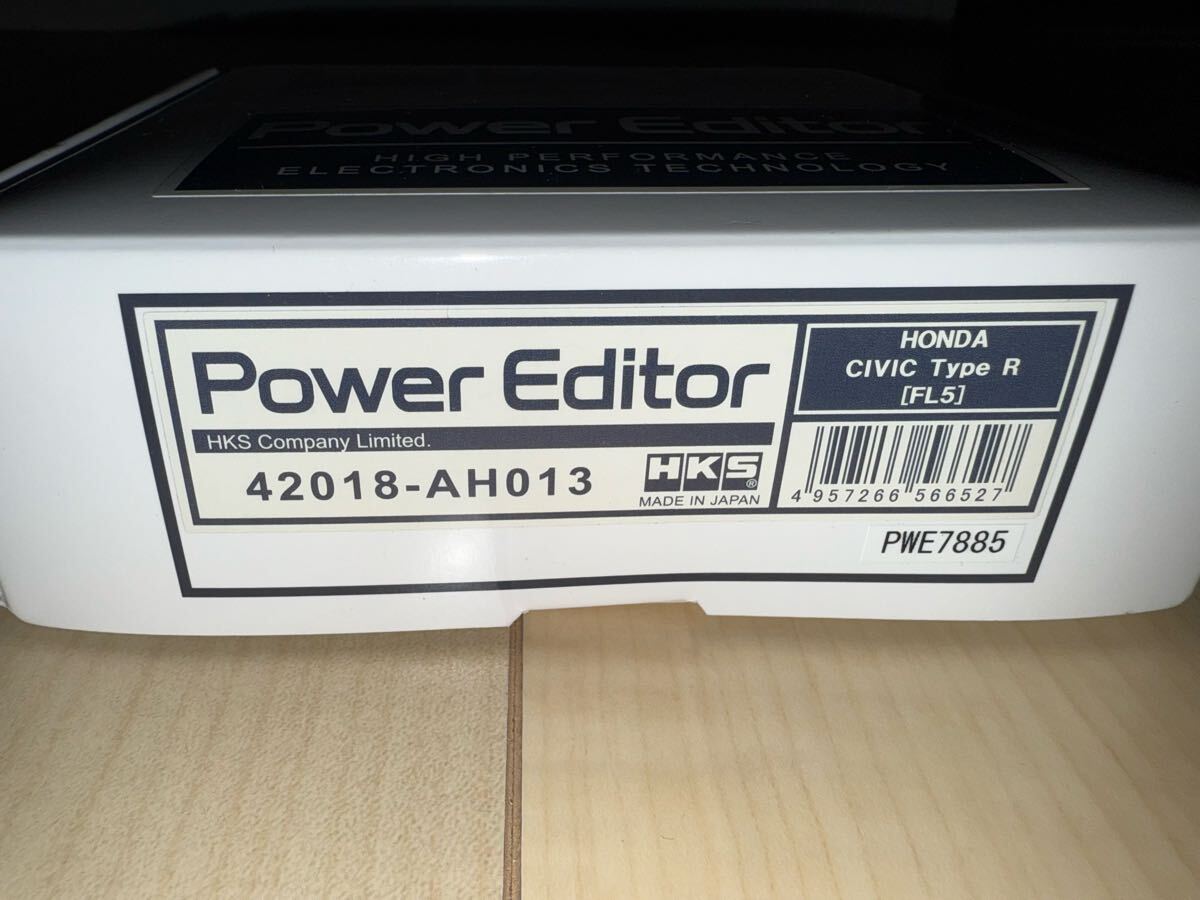 Power Editor
HIGH PERFORMANCE
ELECTRONICS TECHNOLOGY
Power Editor
HKS Company Limited.
42018-AH013
HKS®
MADE IN JAPAN
HONDA
CIVIC Type R
[FL5]
4 957266 566527
PWE7885